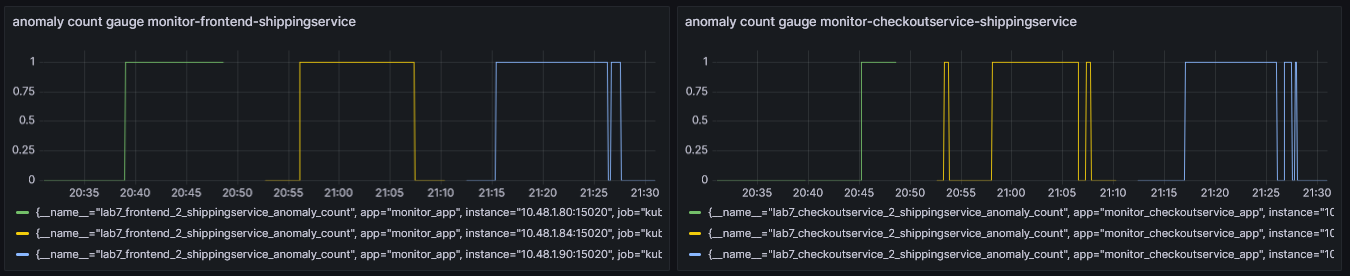 anomaly count gauge monitor-frontend-shippingservice
1
0.75
0.5
0.25
0
20:35 20:40 20:45 20:50 20:55 21:00 21:05 21:10 21:15 21:20 21:25 21:30
{__name__="lab7_frontend_2_shippingservice_anomaly_count", app="monitor_app", instance="10.48.1.80:15020", job="kub
{__name__="lab7_frontend_2_shippingservice_anomaly_count", app="monitor_app", instance="10.48.1.84:15020", job="kub
{__name__="lab7_frontend_2_shippingservice_anomaly_count", app="monitor_app", instance="10.48.1.90:15020", job="kub
anomaly count gauge monitor-checkoutservice-shippingservice
1
0.75
0.5
0.25
0
20:35 20:40 20:45 20:50 20:55 21:00 21:05 21:10 21:15 21:20 21:25 21:30
{__name__="lab7_checkoutservice_2_shippingservice_anomaly_count", app="monitor_checkoutservice_app", instance="10
{__name__="lab7_checkoutservice_2_shippingservice_anomaly_count", app="monitor_checkoutservice_app", instance="10
{__name__="lab7_checkoutservice_2_shippingservice_anomaly_count", app="monitor_checkoutservice_app", instance="10